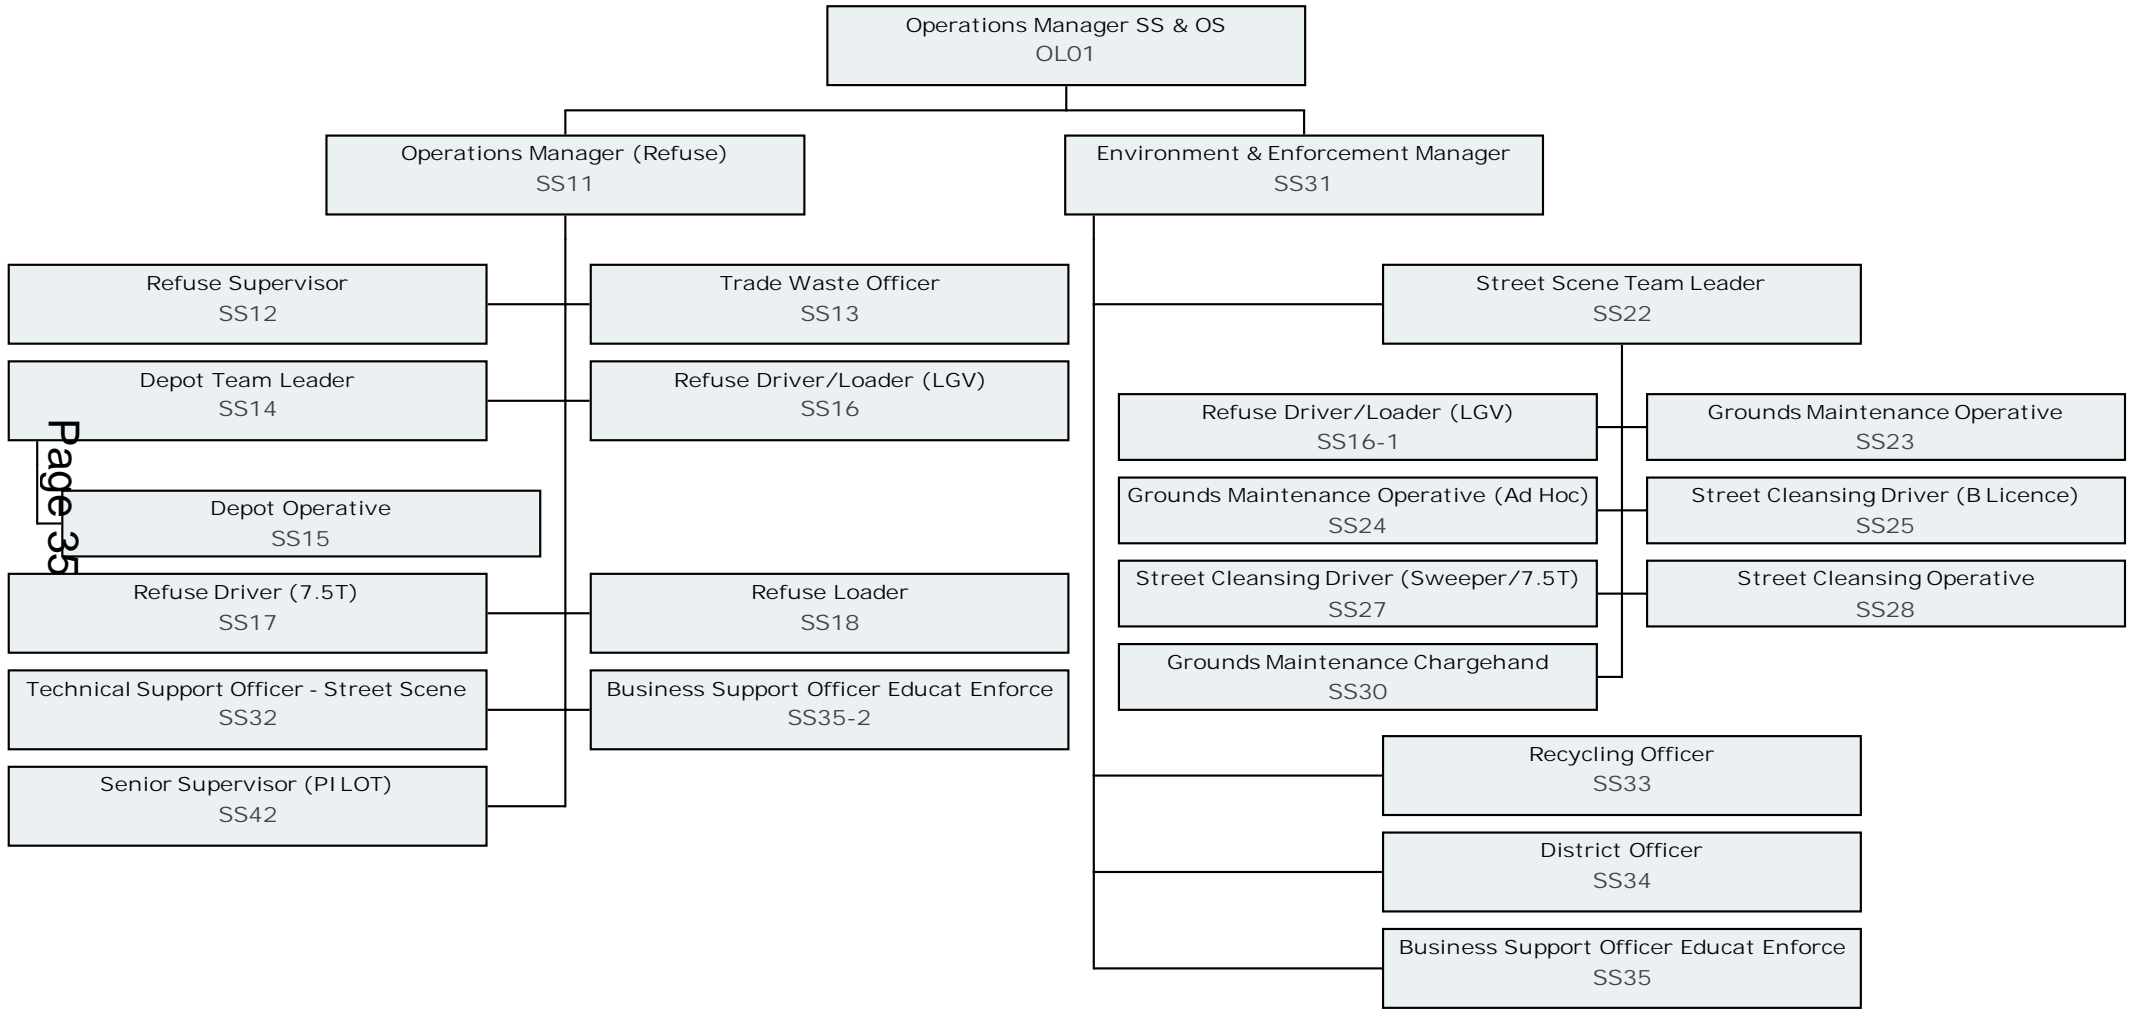 Operations Manager SS & OS
OL01
Operations Manager (Refuse)
SS11
Environment & Enforcement Manager
SS31
Refuse Supervisor
SS12
Trade Waste Officer
SS13
Depot Team Leader
SS14
Refuse Driver/Loader (LGV)
SS16
Depot Operative
SS15
Refuse Driver (7.5T)
SS17
Refuse Loader
SS18
Technical Support Officer - Street Scene
SS32
Business Support Officer Educat Enforce
SS35-2
Senior Supervisor (PILOT)
SS42
Street Scene Team Leader
SS22
Refuse Driver/Loader (LGV)
SS16-1
Grounds Maintenance Operative
SS23
Grounds Maintenance Operative (Ad Hoc)
SS24
Street Cleansing Driver (B Licence)
SS25
Street Cleansing Driver (Sweeper/7.5T)
SS27
Street Cleansing Operative
SS28
Grounds Maintenance Chargehand
SS30
Recycling Officer
SS33
District Officer
SS34
Business Support Officer Educat Enforce
SS35
Page 35